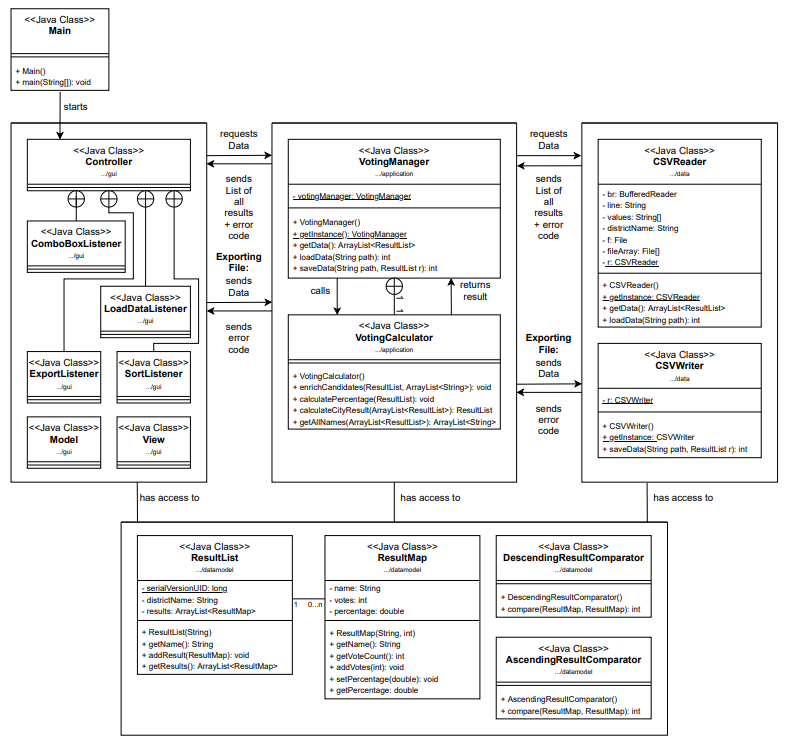 <<Java Class>>
Main
+ Main()
+ main(String[]): void
starts
<<Java Class>>
Controller
.../gui
<<Java Class>>
ComboBoxListener
.../gui
<<Java Class>>
LoadDataListener
.../gui
<<Java Class>>
ExportListener
.../gui
<<Java Class>>
SortListener
.../gui
<<Java Class>>
Model
.../gui
<<Java Class>>
View
.../gui
requests
Data
sends
List of
all
results
+ error
code
Exporting
File:
sends
Data
sends
error
code
<<Java Class>>
VotingManager
.../application
- votingManager: VotingManager
+ VotingManager()
+ getInstance(): VotingManager
+ getData(): ArrayList<ResultList>
+ loadData(String path): int
+ saveData(String path, ResultList r): int
calls
1
1
returns
result
<<Java Class>>
VotingCalculator
.../application
+ VotingCalculator()
+ enrichCandidates(ResultList, ArrayList<String>): void
+ calculatePercentage(ResultList): void
+ calculateCityResult(ArrayList<ResultList>): ResultList
+ getAllNames(ArrayList<ResultList>): ArrayList<String>
requests
Data
sends
List of
all
results
+ error
code
Exporting
File:
sends
Data
sends
error
code
<<Java Class>>
CSVReader
.../data
- br: BufferedReader
- line: String
- values: String[]
- districtName: String
- f: File
- fileArray: File[]
- r: CSVReader
+ CSVReader()
+ getInstance: CSVReader
+ getData(): ArrayList<ResultList>
+ loadData(String path): int
<<Java Class>>
CSVWriter
.../data
- r: CSVWriter
+ CSVWriter()
+ getInstance: CSVWriter
+ saveData(String path, ResultList r): int
has access to
has access to
has access to
<<Java Class>>
ResultList
.../datamodel
- serialVersionUID: long
- districtName: String
- results: ArrayList<ResultMap>
+ ResultList(String)
+ getName(): String
+ addResult(ResultMap): void
+ getResults(): ArrayList<ResultMap>
1 0...n
<<Java Class>>
ResultMap
.../datamodel
- name: String
- votes: int
- percentage: double
+ ResultMap(String, int)
+ getName(): String
+ getVoteCount(): int
+ addVotes(int): void
+ setPercentage(double): void
+ getPercentage: double
<<Java Class>>
DescendingResultComparator
.../datamodel
+ DescendingResultComparator()
+ compare(ResultMap, ResultMap): int
<<Java Class>>
AscendingResultComparator
.../datamodel
+ AscendingResultComparator()
+ compare(ResultMap, ResultMap): int